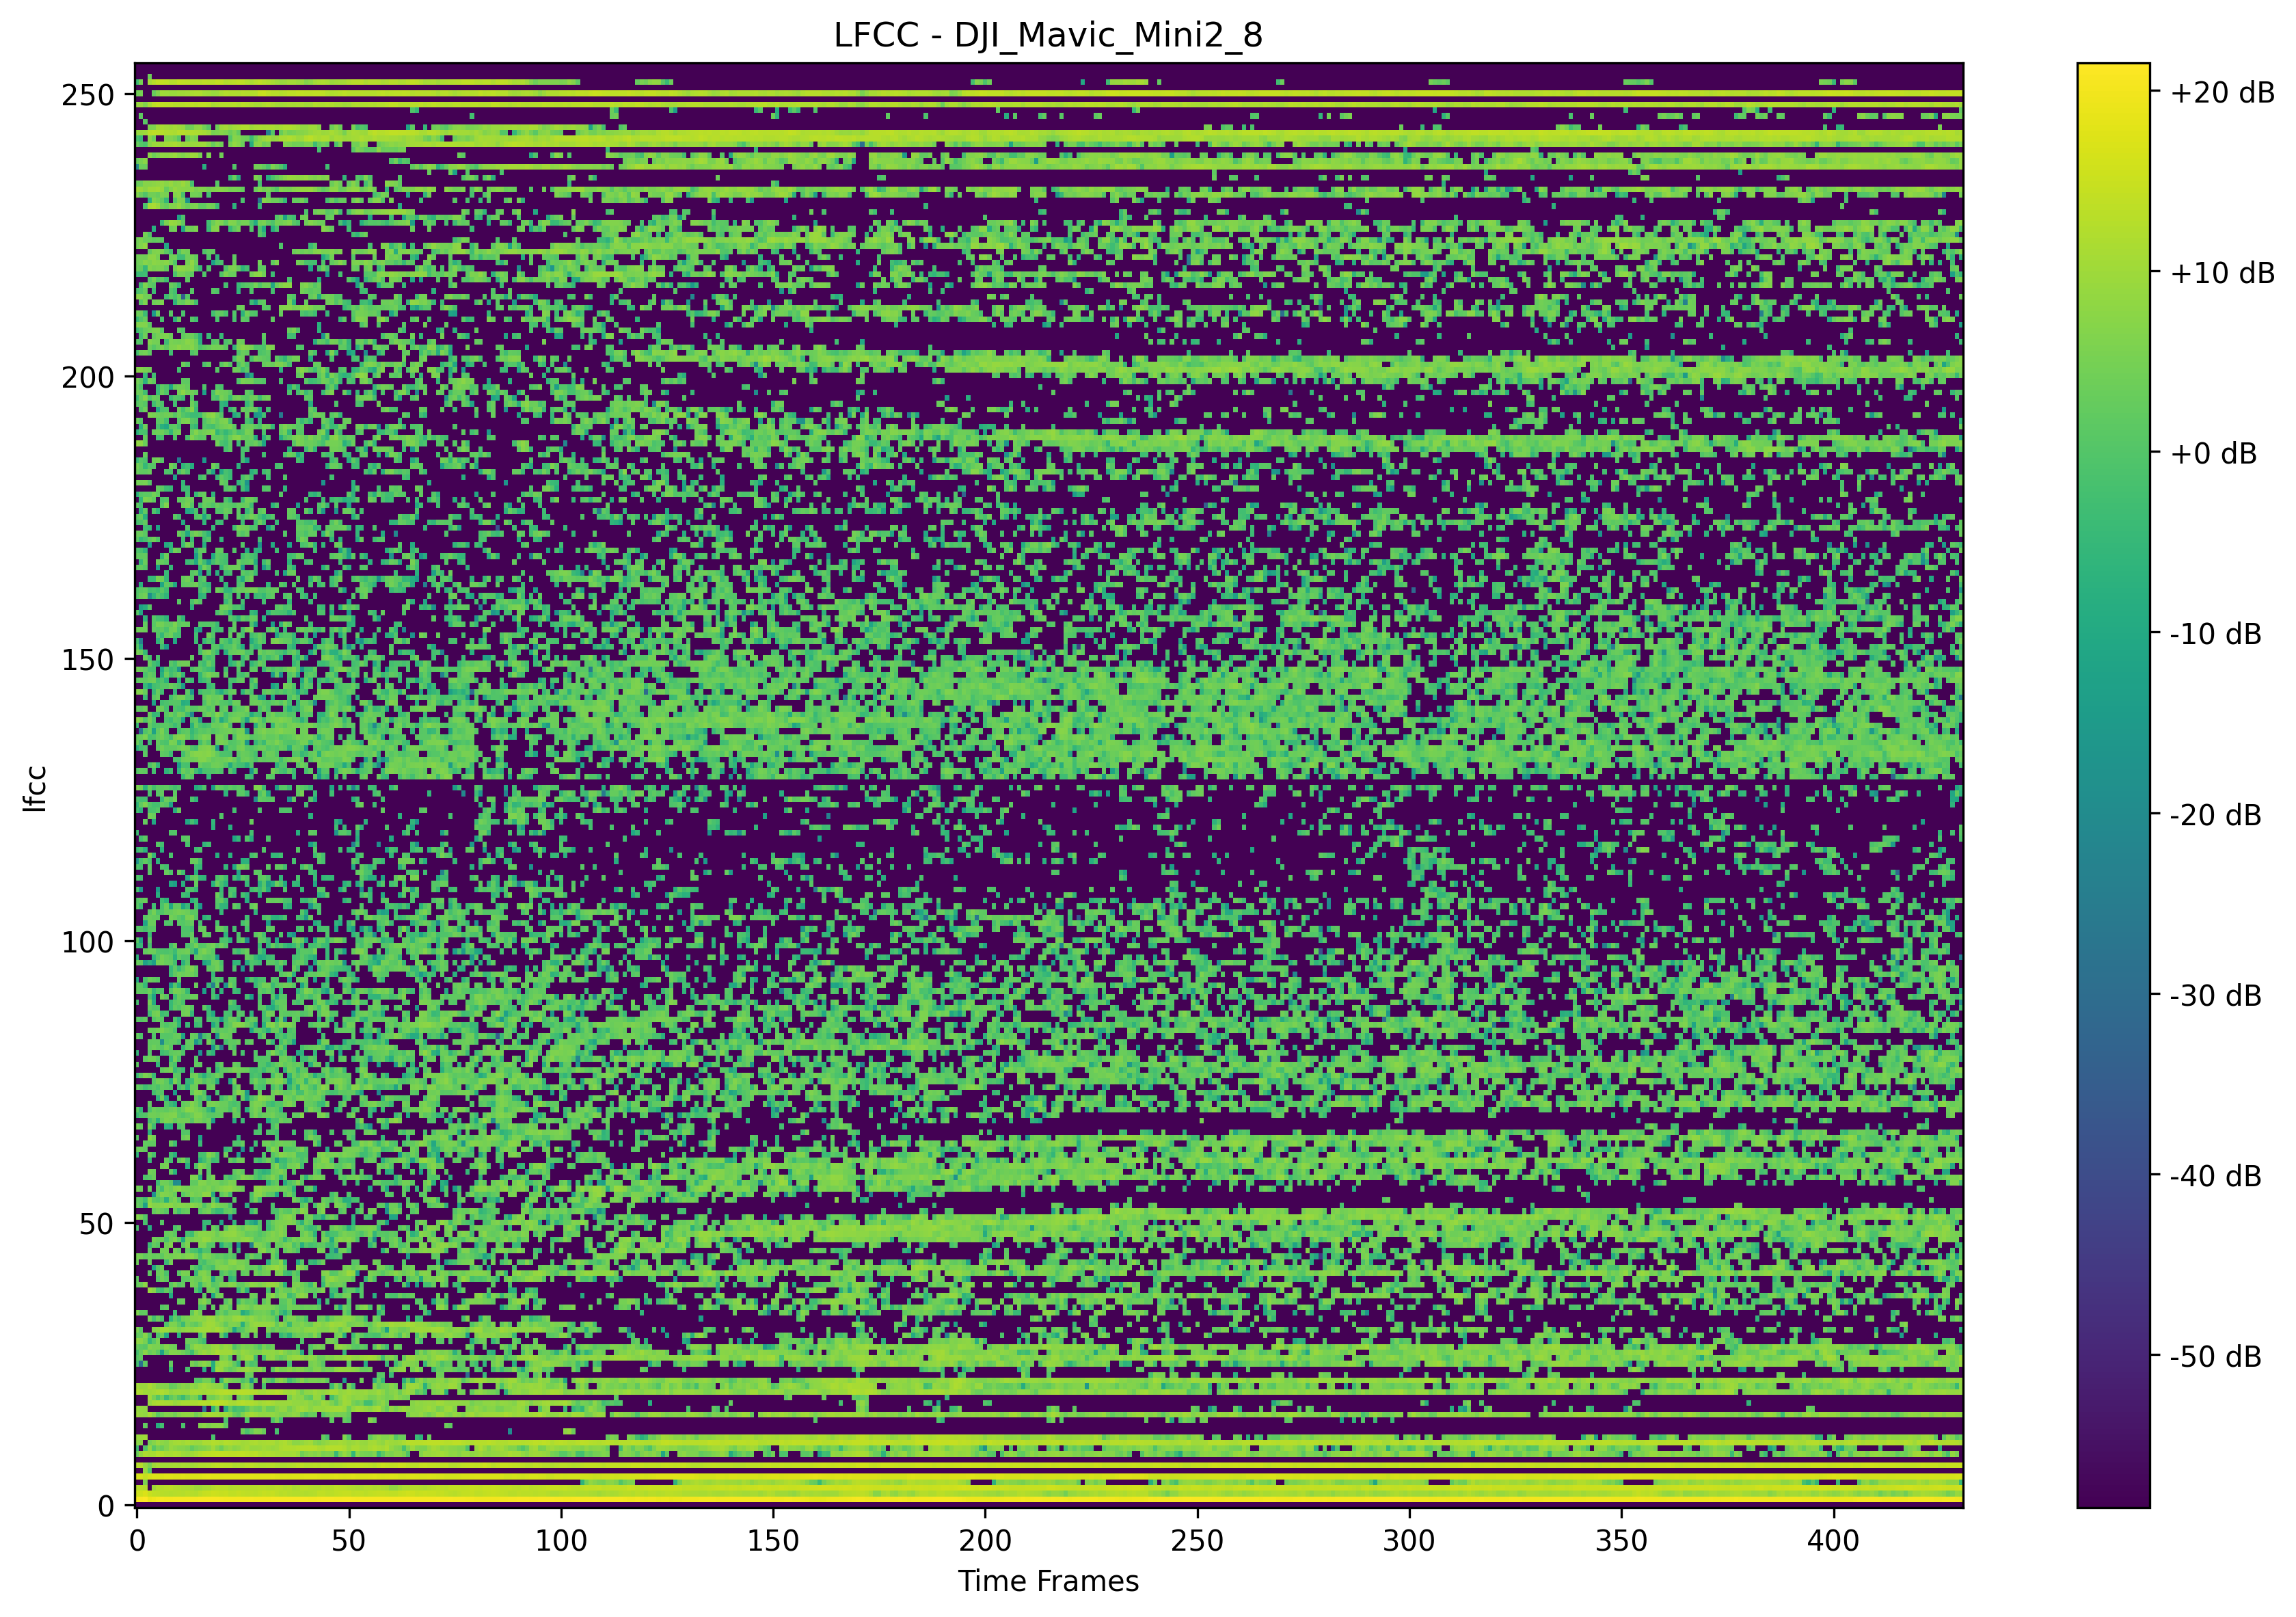 LFCC - DJI_Mavic_Mini2_8
lfcc
250
200
150
100
50
0
0 50 100 150 200 250 300 350 400
Time Frames
+20 dB
+10 dB
+0 dB
-10 dB
-20 dB
-30 dB
-40 dB
-50 dB